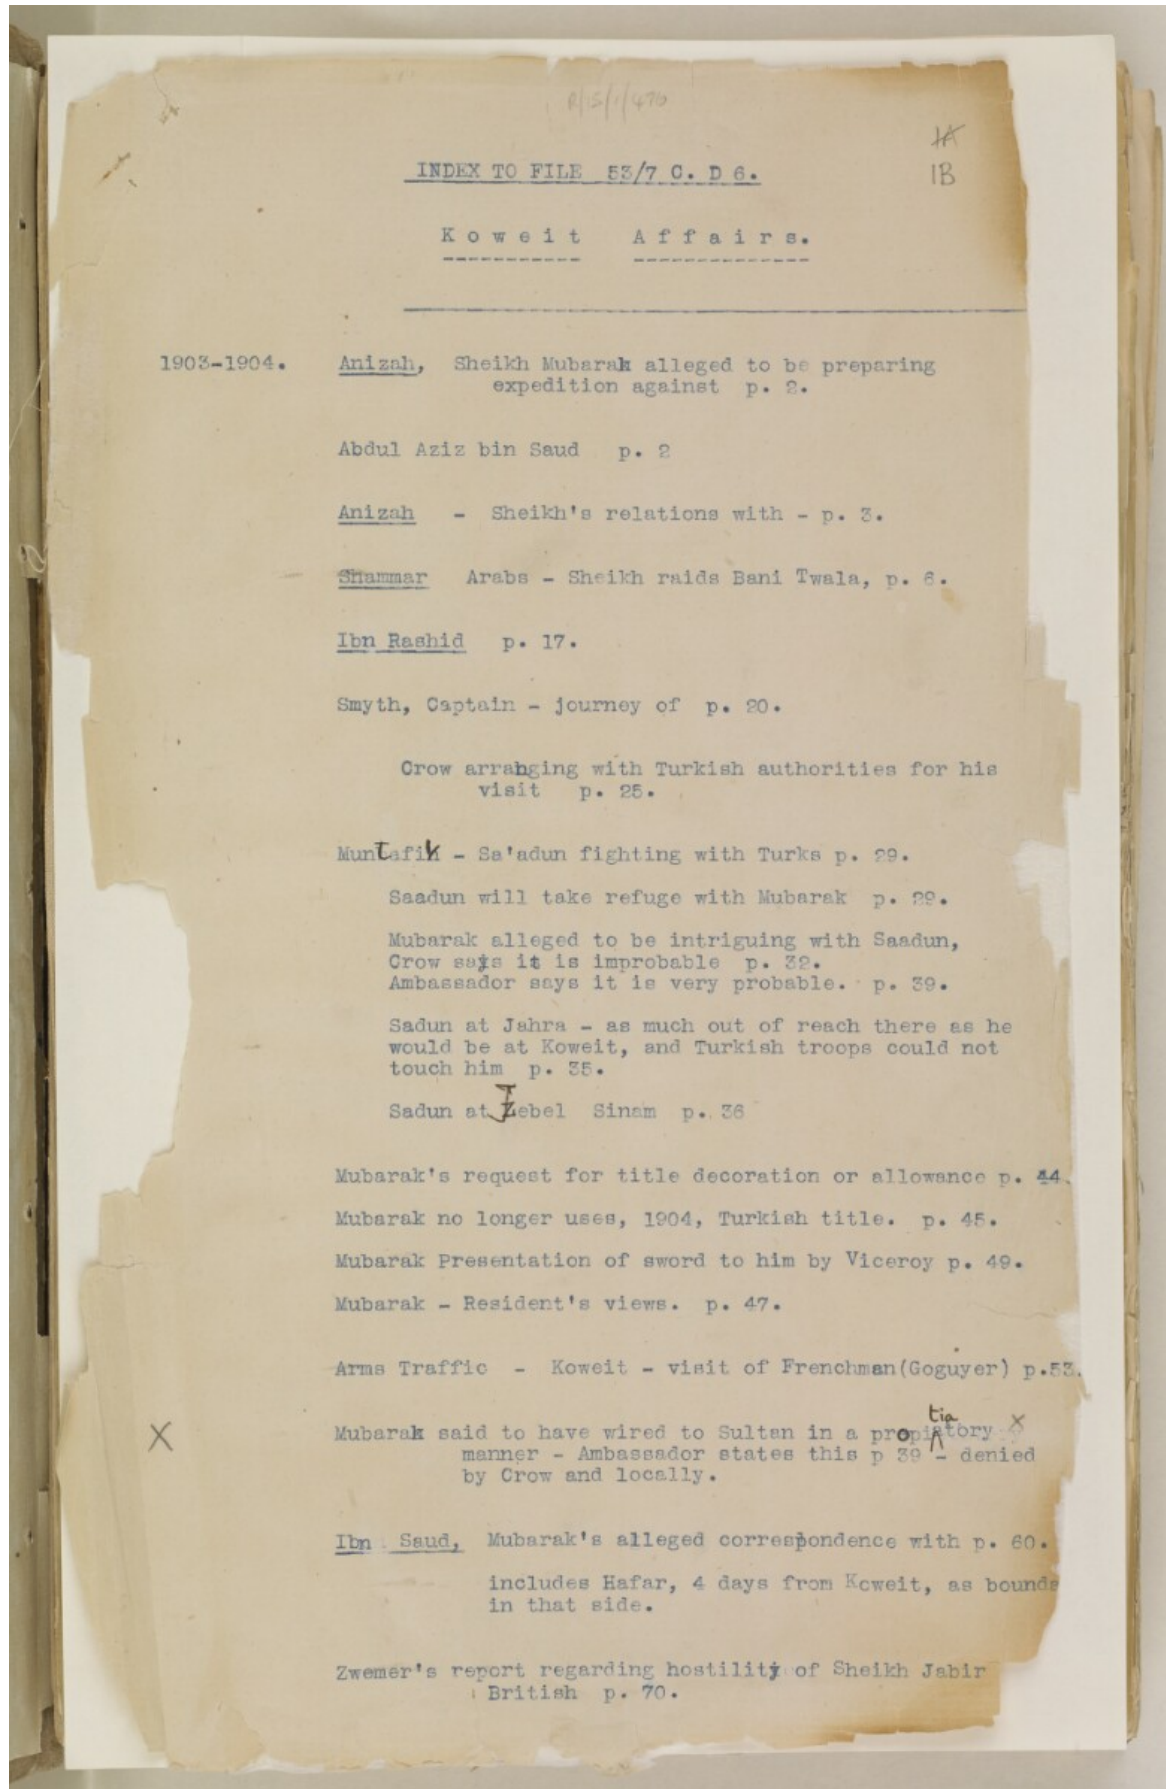 R/15/1/476
1A
1B
INDEX TO FILE 53/7 C. D 6.
Koweit Affairs.
1903-1904. Anizah, Sheikh Mubarak alleged to be preparing
expedition against p. 2.
Abdul Aziz bin Saud p. 2
Anizah - Sheikh's relations with - p. 3.
Shammar Arabs - Sheikh raids Bani Twala, p. 6.
Ibn Rashid p. 17.
Smyth, Captain - journey of p. 20.
Crow arranging with Turkish authorities for his
visit p. 25.
Muntafik - Sa'adun fighting with Turks p. 29.
Saadun will take refuge with Mubarak p. 29.
Mubarak alleged to be intriguing with Saadun,
Crow says it is improbable p. 32.
Ambassador says it is very probable. p. 39.
Sadun at Jahra - as much out of reach there as he
would be at Koweit, and Turkish troops could not
touch him p. 35.
Sadun at Jebel Sinam p. 36
Mubarak's request for title decoration or allowance p. 44.
Mubarak no longer uses, 1904, Turkish title. p. 45.
Mubarak Presentation of sword to him by Viceroy p. 49.
Mubarak - Resident's views. p. 47.
Arms Traffic - Koweit - visit of Frenchman(Goguyer) p.53.
X Mubarak said to have wired to Sultan in a propitiatory X
manner - Ambassador states this p 39 - denied
by Crow and locally.
Ibn Saud, Mubarak's alleged correspondence with p. 60.
includes Hafar, 4 days from Koweit, as bounds
in that side.
Zwemer's report regarding hostility of Sheikh Jabir
British p. 70.